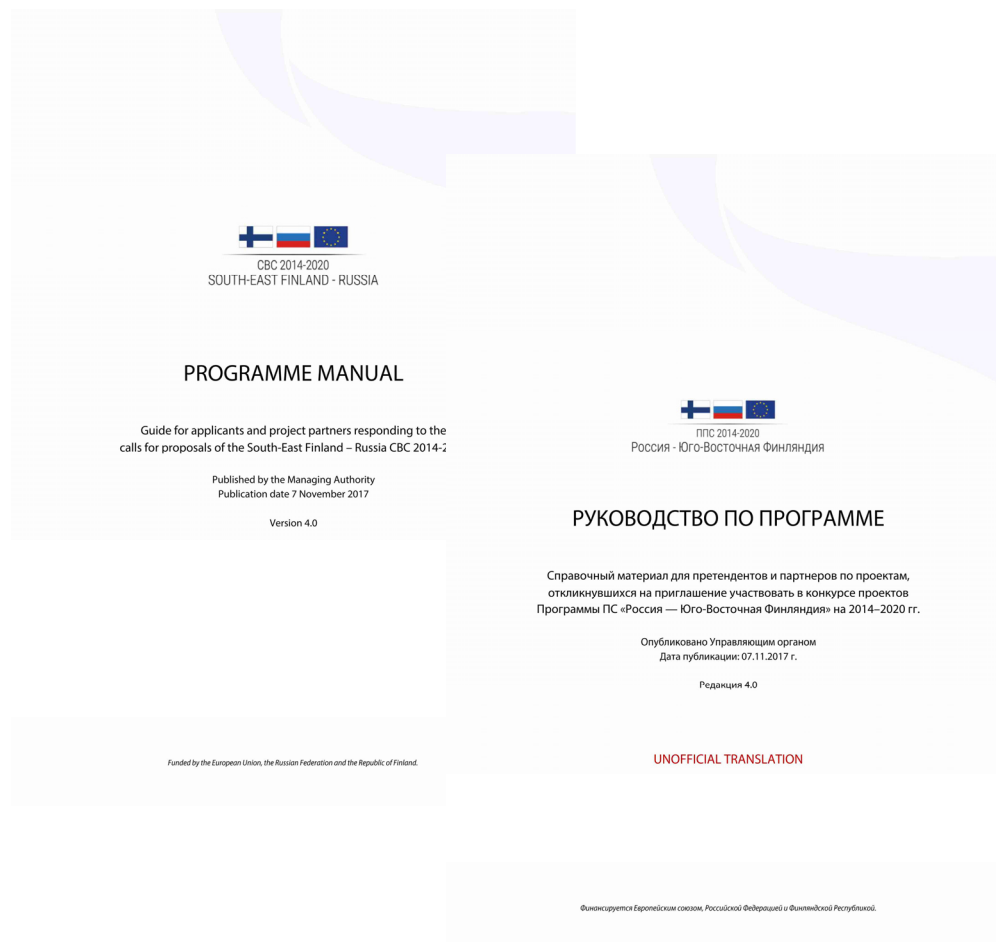 CBC 2014-2020
SOUTH-EAST FINLAND - RUSSIA
PROGRAMME MANUAL
Guide for applicants and project partners responding to the
calls for proposals of the South-East Finland – Russia CBC 2014-2
Published by the Managing Authority
Publication date 7 November 2017
Version 4.0
Funded by the European Union, the Russian Federation and the Republic of Finland.
ППС 2014-2020
Россия - Юго-Восточная Финляндия
РУКОВОДСТВО ПО ПРОГРАММЕ
Справочный материал для претендентов и партнеров по проектам,
откликнувшихся на приглашение участвовать в конкурсе проектов
Программы ПС «Россия — Юго-Восточная Финляндия» на 2014–2020 гг.
Опубликовано Управляющим органом
Дата публикации: 07.11.2017 г.
Редакция 4.0
UNOFFICIAL TRANSLATION
Финансируется Европейским союзом, Российской Федерацией и Финляндской Республикой.